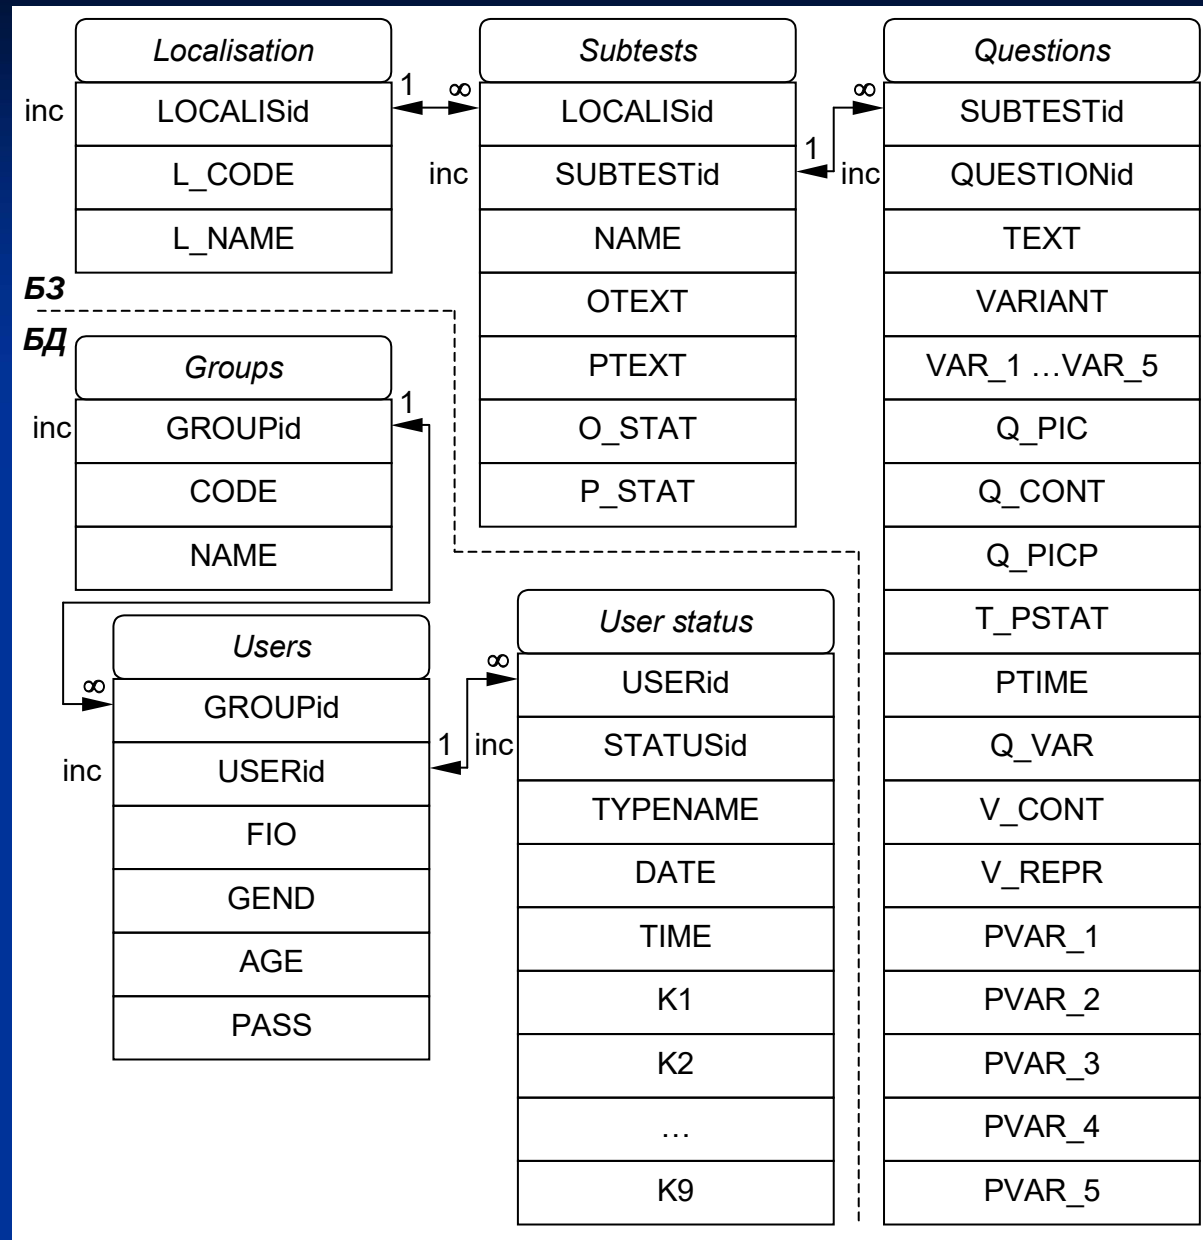 Localisation
1
∞
inc
LOCALISid
L_CODE
L_NAME
Subtests
LOCALISid
inc
SUBTESTid
1
∞
NAME
OTEXT
PTEXT
O_STAT
P_STAT
Questions
SUBTESTid
inc
QUESTIONid
TEXT
VARIANT
VAR_1 ...VAR_5
Q_PIC
Q_CONT
Q_PICP
T_PSTAT
PTIME
Q_VAR
V_CONT
V_REPR
PVAR_1
PVAR_2
PVAR_3
PVAR_4
PVAR_5
БЗ
БД
Groups
1
inc
GROUPid
CODE
NAME
Users
∞
GROUPid
inc
USERid
1
∞
FIO
GEND
AGE
PASS
User status
USERid
inc
STATUSid
TYPENAME
DATE
TIME
K1
K2
...
K9